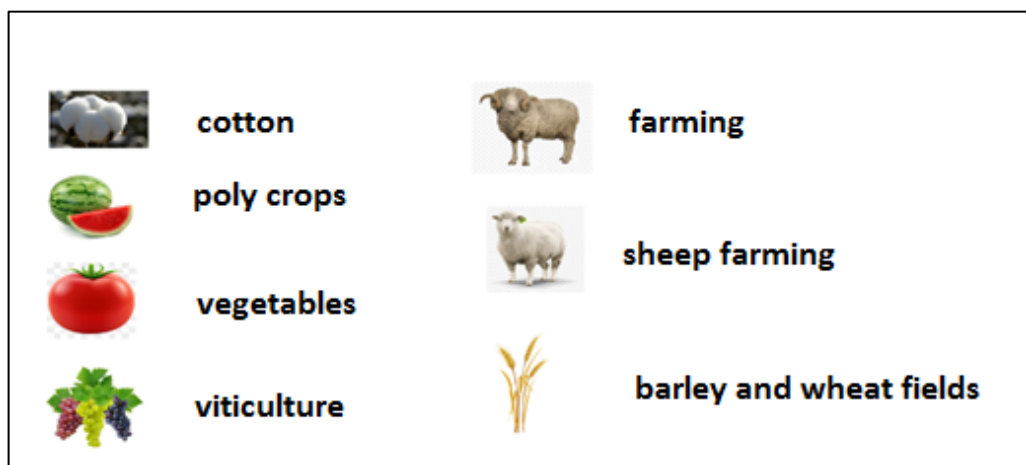 cotton
poly crops
vegetables
viticulture
farming
sheep farming
barley and wheat fields